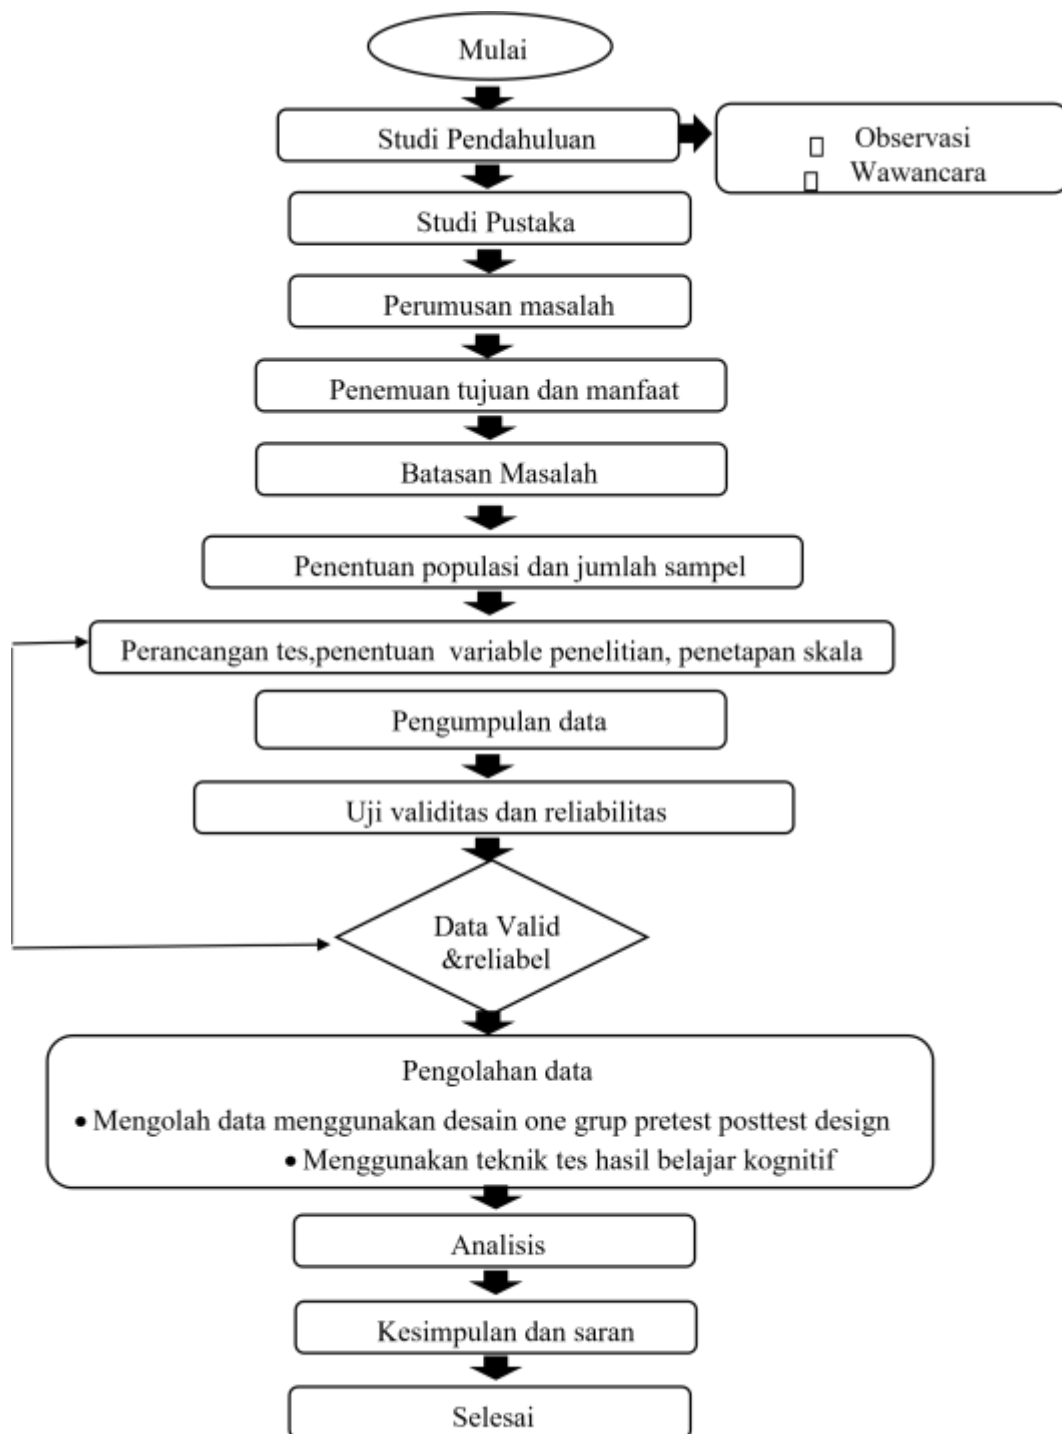 Mulai
Studi Pendahuluan
Observasi
Wawancara
Studi Pustaka
Perumusan masalah
Penemuan tujuan dan manfaat
Batasan Masalah
Penentuan populasi dan jumlah sampel
Perancangan tes,penentuan variable penelitian, penetapan skala
Pengumpulan data
Uji validitas dan reliabilitas
Data Valid
&reliabel
Pengolahan data
• Mengolah data menggunakan desain one grup pretest posttest design
• Menggunakan teknik tes hasil belajar kognitif
Analisis
Kesimpulan dan saran
Selesai